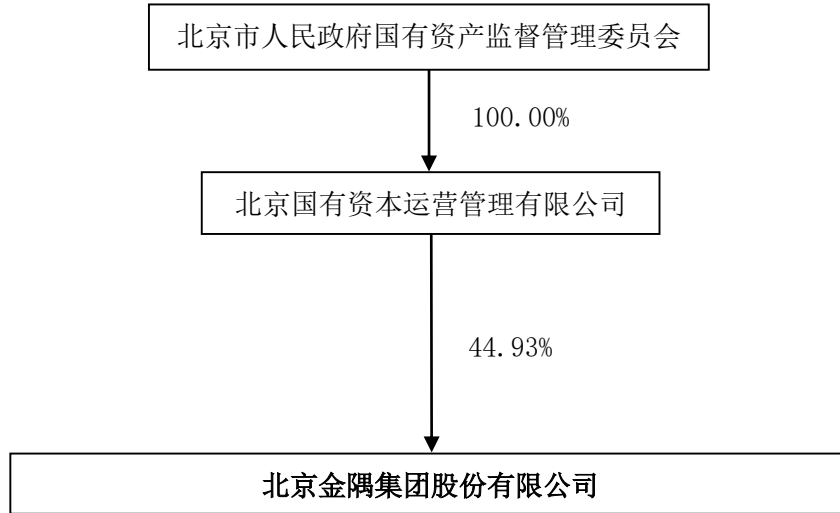 北京市人民政府国有资产监督管理委员会
100.00%
北京国有资本运营管理有限公司
44.93%
北京金隅集团股份有限公司